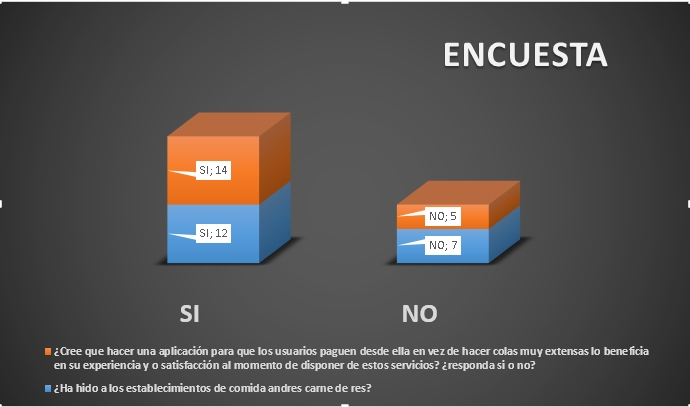 ENCUESTA
SI; 14
SI; 12
NO; 5
NO; 7
SI
NO
¿Cree que hacer una aplicación para que los usuarios paguen desde ella en vez de hacer colas muy extensas lo beneficia
en su experiencia y o satisfacción al momento de disponer de estos servicios? ¿responda si o no?
¿Ha hido a los establecimientos de comida andres carne de res?